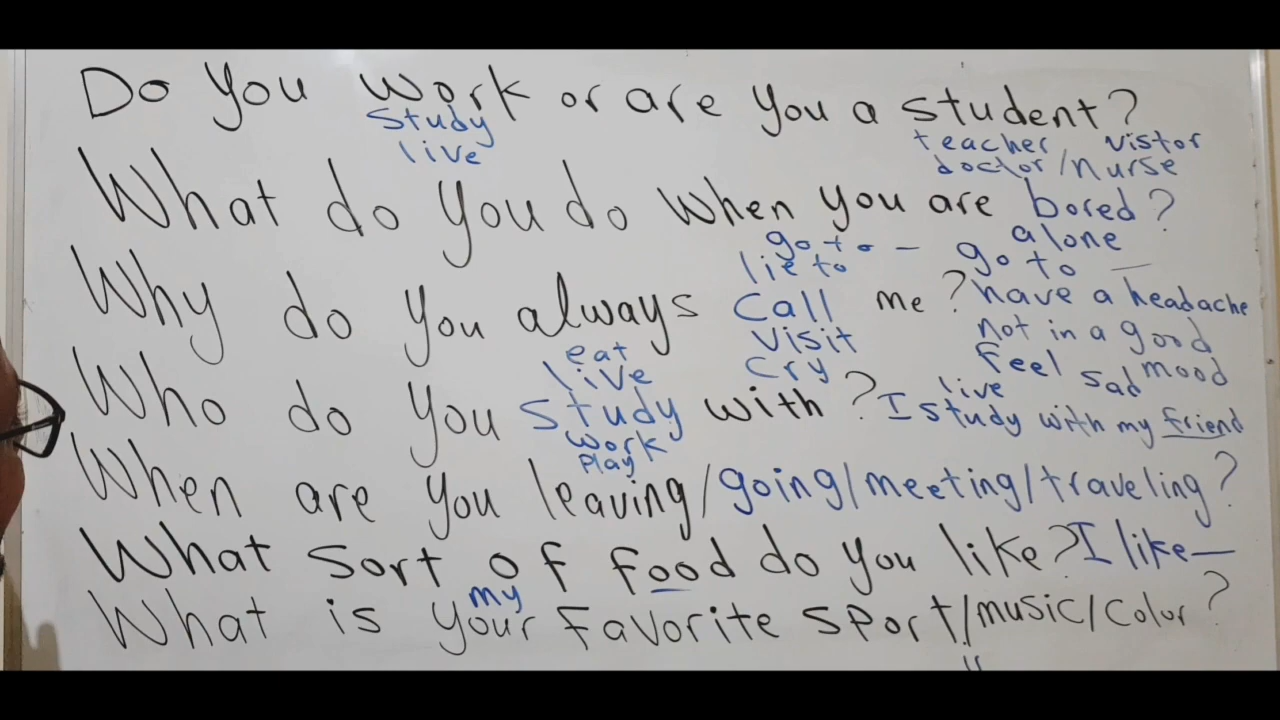 Do you work or are you a student?
study teacher vistor
live doctor/nurse
What do you do when you are bored?
go to - alone
lie to go to —
Why do you always call me? have a headache
visit not in a good
eat cry feel sad mood
live live
Who do you study with? I study with my friend
work
play
When are you leaving/going/meeting/traveling?
What sort of food do you like? I like—
my
What is your favorite sport/music/color?